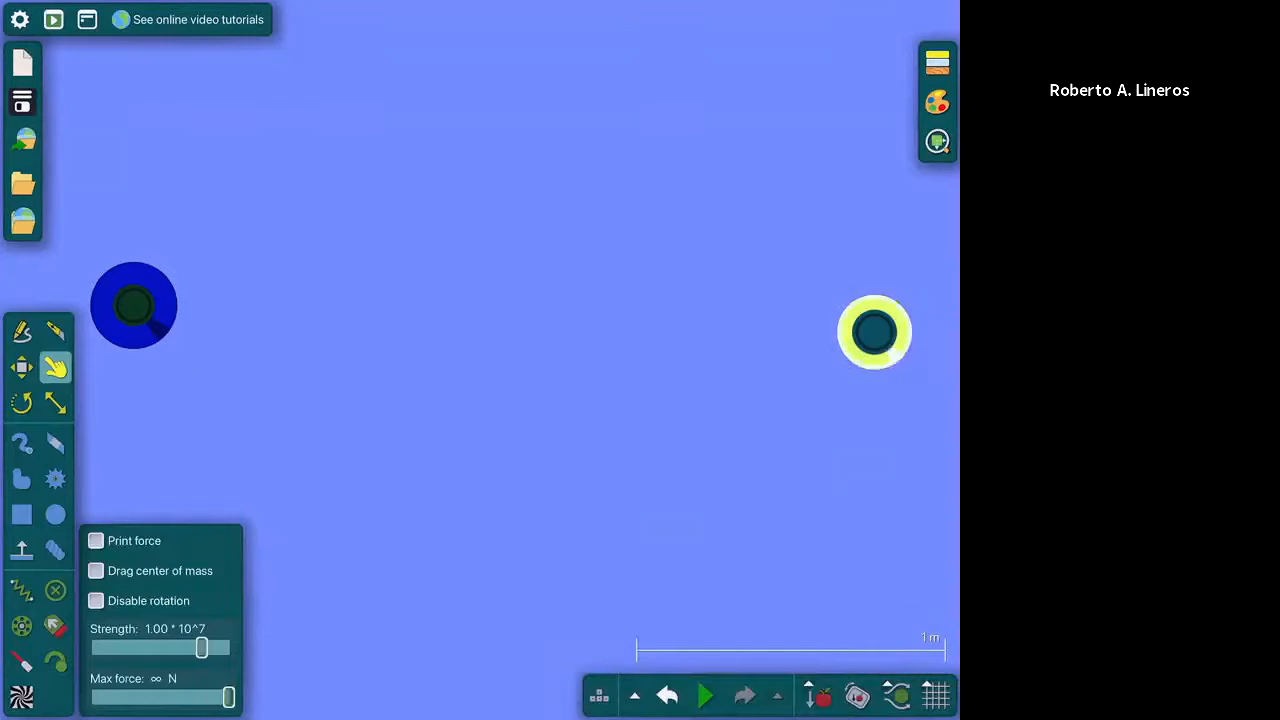 See online video tutorials
Roberto A. Lineros
Print force
Drag center of mass
Disable rotation
Strength: 1.00 * 10^7
Max force: ∞ N
1 m